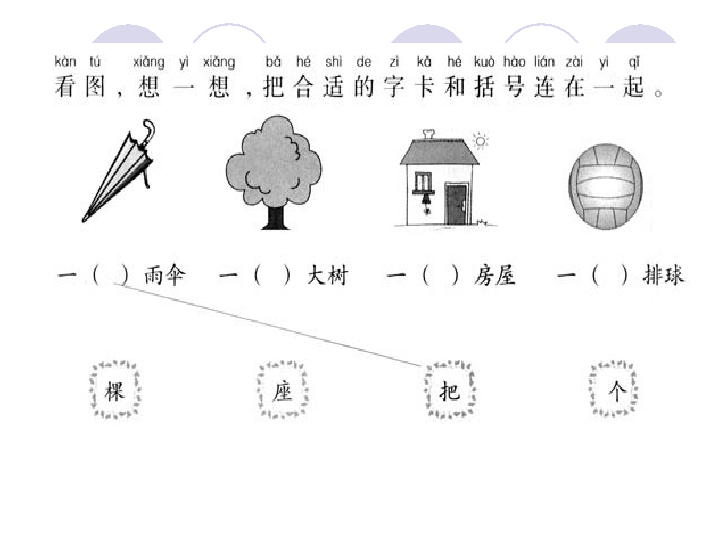 kàn tú xiǎng yì xiǎng bǎ hé shì de zì kǎ hé kuò hào lián zài yì qǐ
看图，想一想，把合适的字卡和括号连在一起。
一（ ）雨伞 一（ ）大树 一（ ）房屋 一（ ）排球
棵 座 把 个